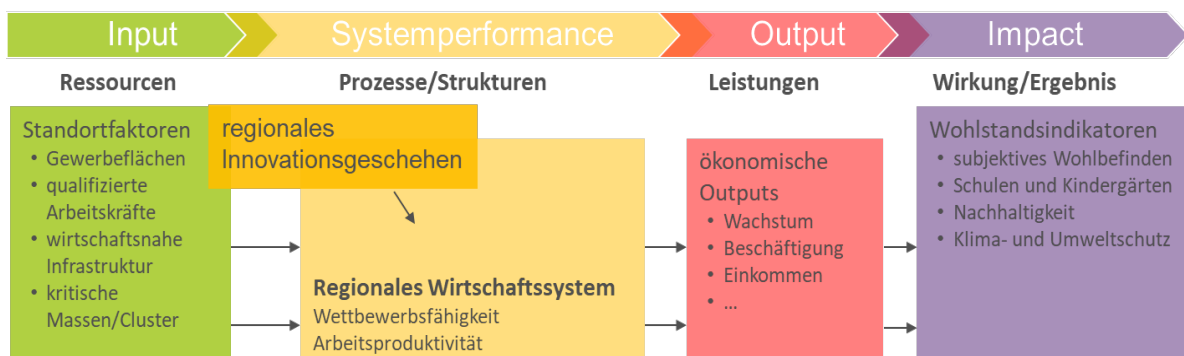 Input
Systemperformance
Output
Impact
Ressourcen
Prozesse/Strukturen
Leistungen
Wirkung/Ergebnis
Standortfaktoren
• Gewerbeflächen
• qualifizierte
Arbeitskräfte
• wirtschaftsnahe
Infrastruktur
• kritische
Massen/Cluster
regionales
Innovationsgeschehen
Regionales Wirtschaftssystem
Wettbewerbsfähigkeit
Arbeitsproduktivität
ökonomische
Outputs
• Wachstum
• Beschäftigung
• Einkommen
• ...
Wohlstandsindikatoren
• subjektives Wohlbefinden
• Schulen und Kindergärten
• Nachhaltigkeit
• Klima- und Umweltschutz